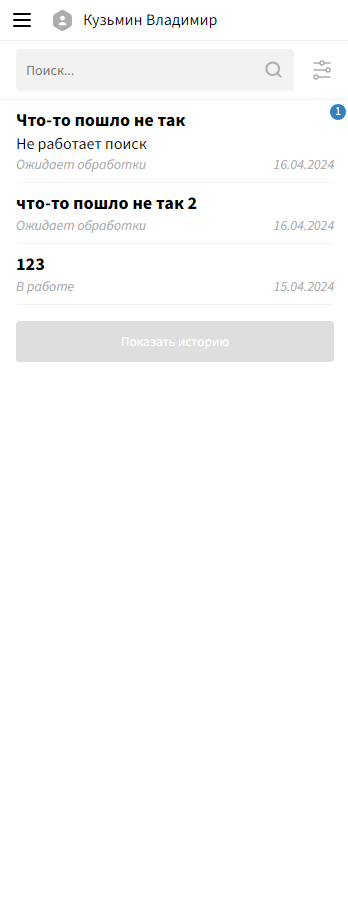 Кузьмин Владимир
Поиск...
1
Что-то пошло не так
Не работает поиск
Ожидает обработки 16.04.2024
что-то пошло не так 2
Ожидает обработки 16.04.2024
123
В работе 15.04.2024
Показать историю